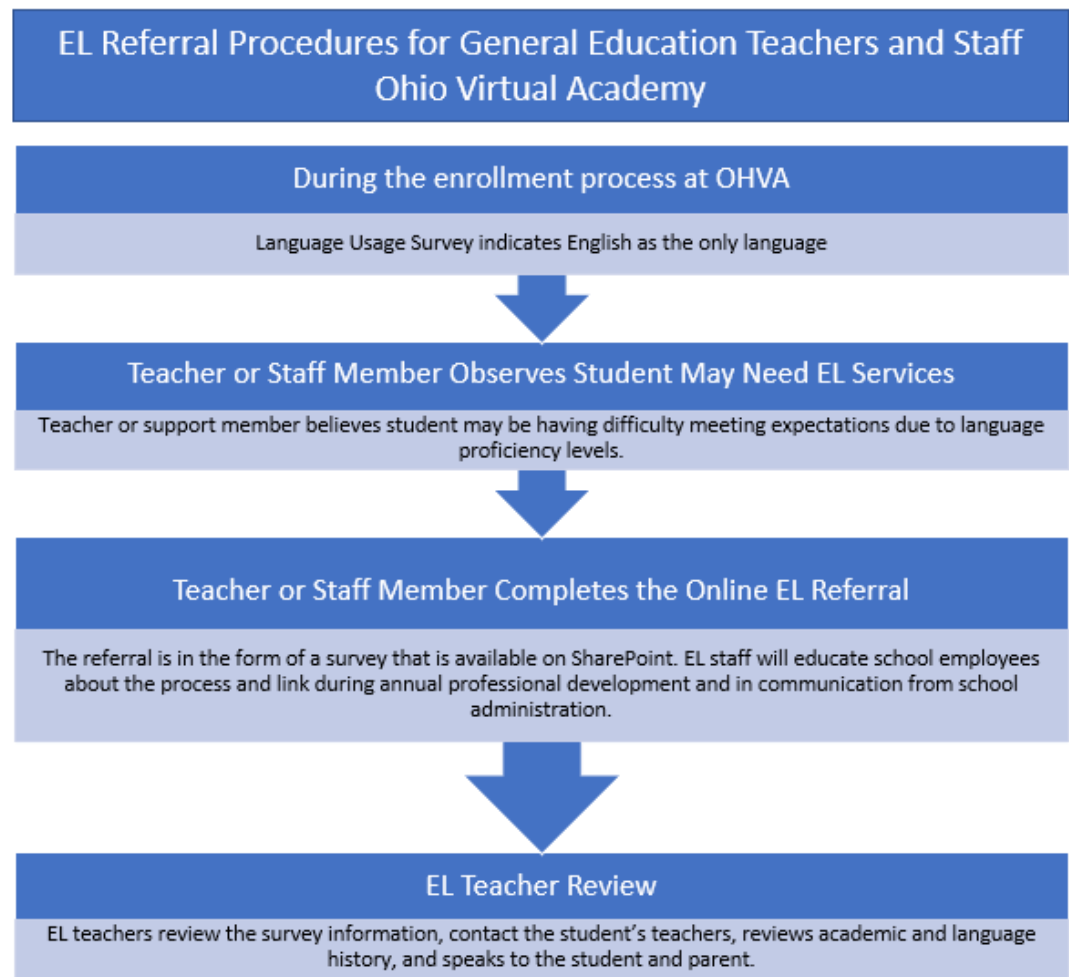 EL Referral Procedures for General Education Teachers and Staff
Ohio Virtual Academy
During the enrollment process at OHVA
Language Usage Survey indicates English as the only language
Teacher or Staff Member Observes Student May Need EL Services
Teacher or support member believes student may be having difficulty meeting expectations due to language
proficiency levels.
Teacher or Staff Member Completes the Online EL Referral
The referral is in the form of a survey that is available on SharePoint. EL staff will educate school employees
about the process and link during annual professional development and in communication from school
administration.
EL Teacher Review
EL teachers review the survey information, contact the student's teachers, reviews academic and language
history, and speaks to the student and parent.